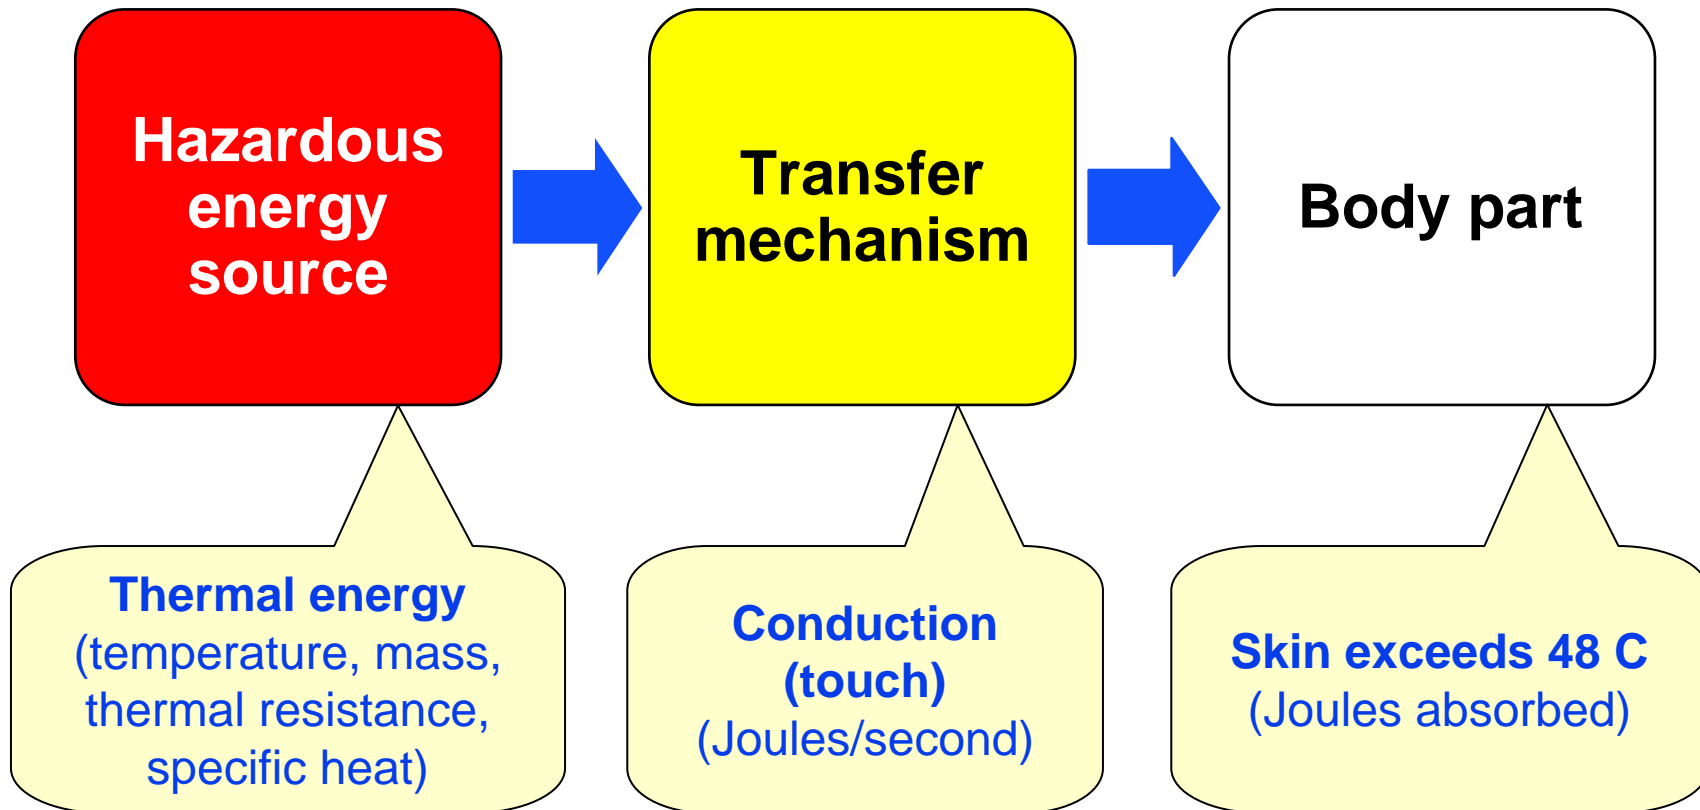 Hazardous
energy
source
Transfer
mechanism
Body part
Thermal energy
(temperature, mass,
thermal resistance,
specific heat)
Conduction
(touch)
(Joules/second)
Skin exceeds 48 C
(Joules absorbed)